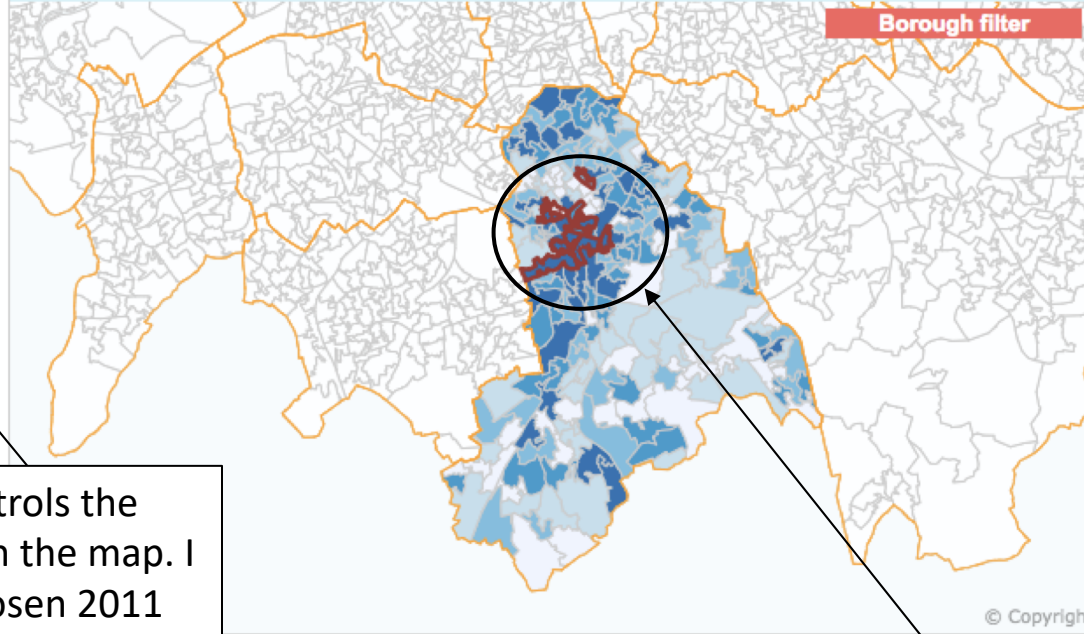 Borough filter
trols the
n the map. I
osen 2011
© Copyrigh